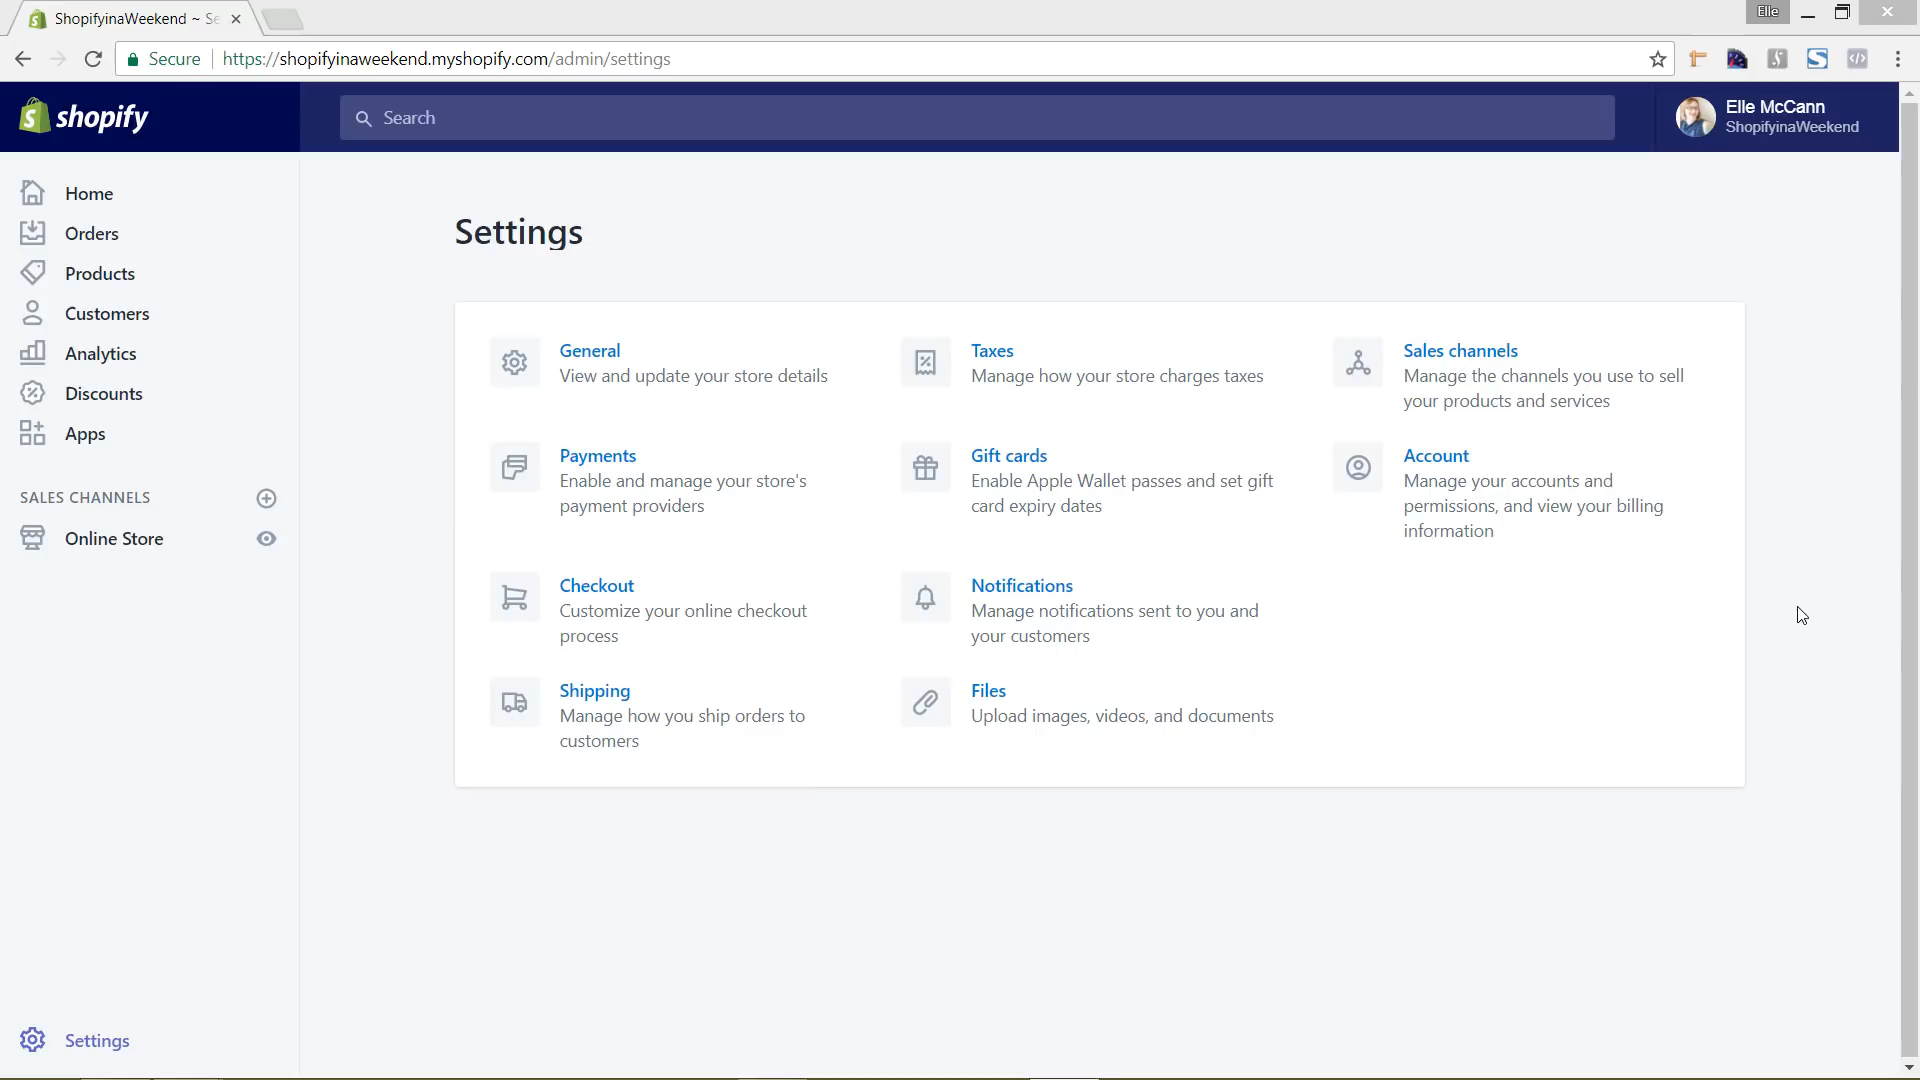 ShopifyinaWeekend ~ Se
Elle
Secure
https://shopifyinaweekend.myshopify.com/admin/settings
shopify
Search
Elle McCann
ShopifyinaWeekend
Home
Orders
Products
Customers
Analytics
Discounts
Apps
SALES CHANNELS
Online Store
Settings
Settings
General
View and update your store details
Taxes
Manage how your store charges taxes
Sales channels
Manage the channels you use to sell
your products and services
Payments
Enable and manage your store's
payment providers
Gift cards
Enable Apple Wallet passes and set gift
card expiry dates
Account
Manage your accounts and
permissions, and view your billing
information
Checkout
Customize your online checkout
process
Notifications
Manage notifications sent to you and
your customers
Shipping
Manage how you ship orders to
customers
Files
Upload images, videos, and documents